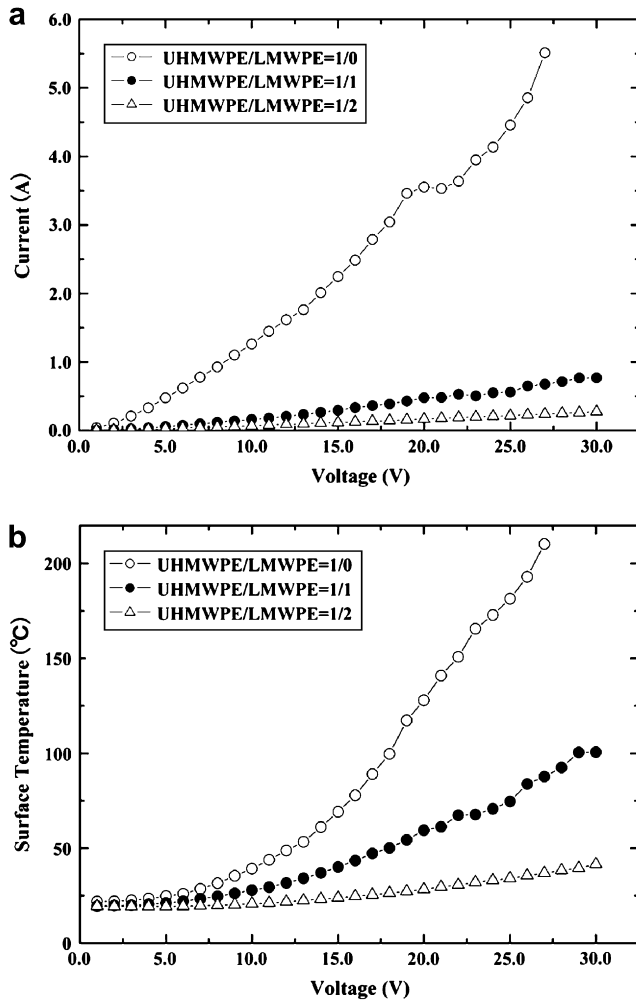 a
6.0
5.0
4.0
3.0
2.0
1.0
0.0
Current (A)
UHMWPE/LMWPE=1/0
UHMWPE/LMWPE=1/1
UHMWPE/LMWPE=1/2
0.0 5.0 10.0 15.0 20.0 25.0 30.0
Voltage (V)
b
200
150
100
50
0
Surface Temperature (℃)
UHMWPE/LMWPE=1/0
UHMWPE/LMWPE=1/1
UHMWPE/LMWPE=1/2
0.0 5.0 10.0 15.0 20.0 25.0 30.0
Voltage (V)